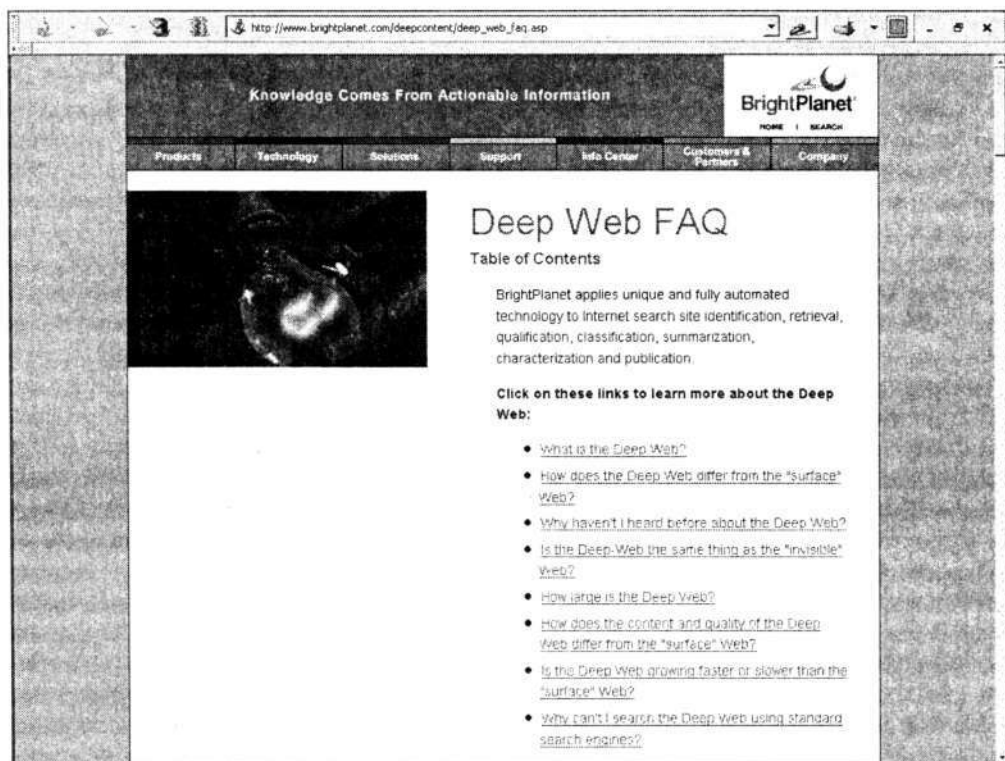 http://www.brightplanet.com/deepcontent/deep_web_faq.asp
Knowledge Comes From Actionable Information
BrightPlanet
HOME | SEARCH
Products Technology Solutions Support Info Center Customers & Partners Company
Deep Web FAQ
Table of Contents
BrightPlanet applies unique and fully automated
technology to Internet search site identification, retrieval,
qualification, classification, summarization,
characterization and publication.
Click on these links to learn more about the Deep
Web:
• What is the Deep Web?
• How does the Deep Web differ from the "surface"
Web?
• Why haven't I heard before about the Deep Web?
• Is the Deep Web the same thing as the "invisible"
Web?
• How large is the Deep Web?
• How does the content and quality of the Deep
Web differ from the "surface" Web?
• Is the Deep Web growing faster or slower than the
"surface" Web?
• Why can't I search the Deep Web using standard
search engines?